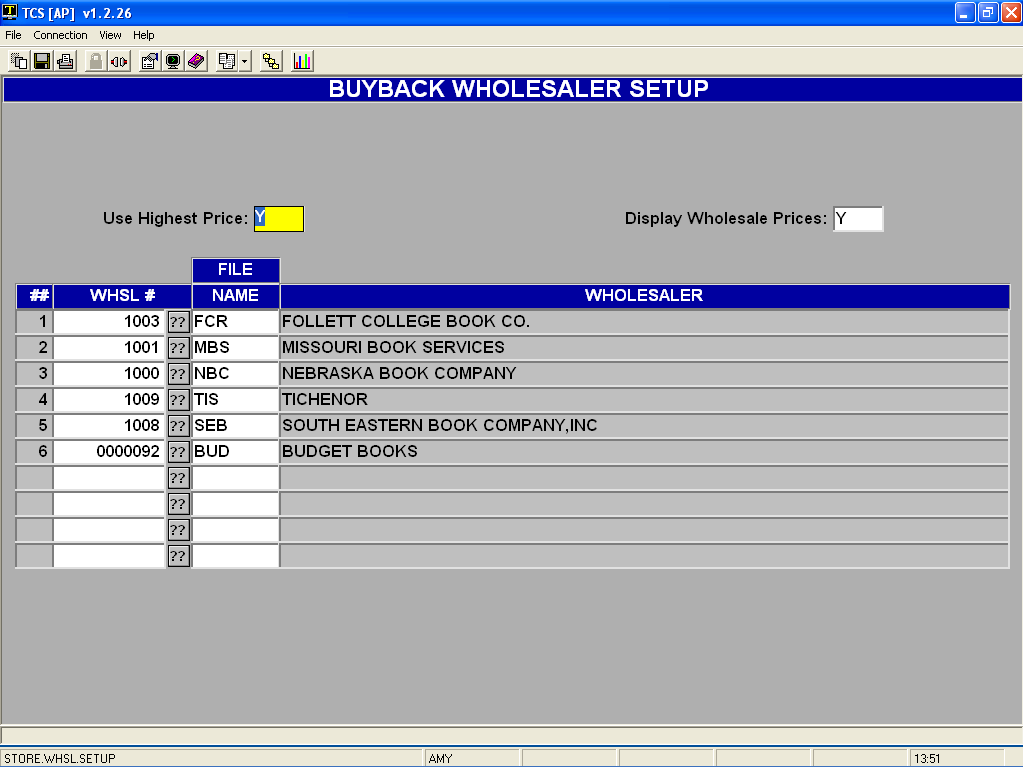 TCS [AP] v1.2.26
File Connection View Help
BUYBACK WHOLESALER SETUP
Use Highest Price: Y Display Wholesale Prices: Y
FILE
## WHSL # NAME WHOLESALER
1 1003 ?? FCR FOLLETT COLLEGE BOOK CO.
2 1001 ?? MBS MISSOURI BOOK SERVICES
3 1000 ?? NBC NEBRASKA BOOK COMPANY
4 1009 ?? TIS TICHENOR
5 1008 ?? SEB SOUTH EASTERN BOOK COMPANY,INC
6 0000092 ?? BUD BUDGET BOOKS
??
??
??
??
STORE.WHSL.SETUP AMY 13:51